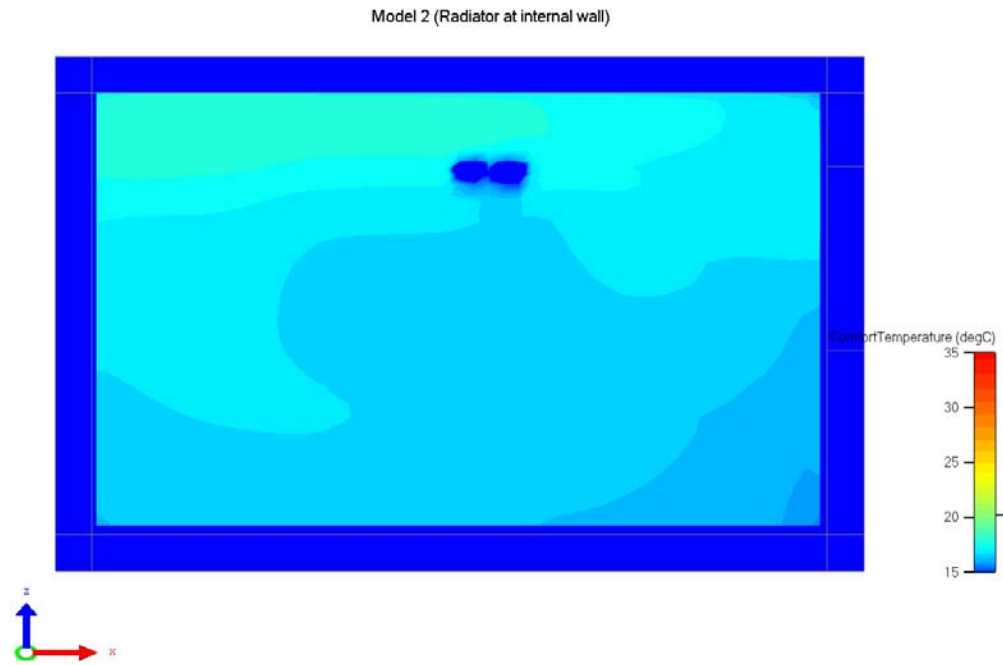 Model 2 (Radiator at internal wall)
ComfortTemperature (degC)
35
30
25
20
15
z
x